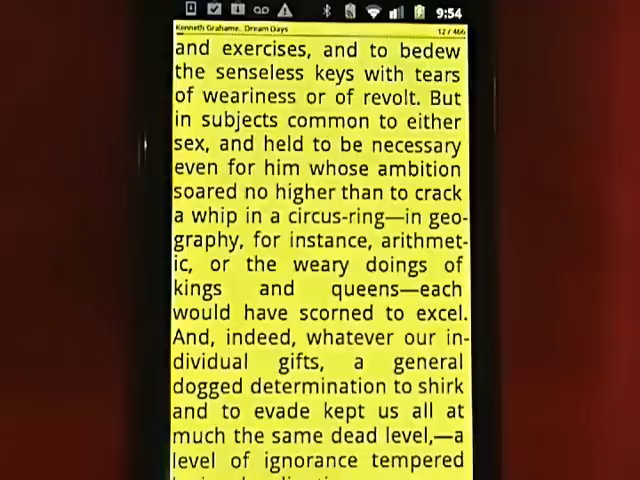 9:54
Kenneth Grahame. Dream Days 12 / 466
and exercises, and to bedew
the senseless keys with tears
of weariness or of revolt. But
in subjects common to either
sex, and held to be necessary
even for him whose ambition
soared no higher than to crack
a whip in a circus-ring—in geo-
graphy, for instance, arithmet-
ic, or the weary doings of
kings and queens—each
would have scorned to excel.
And, indeed, whatever our in-
dividual gifts, a general
dogged determination to shirk
and to evade kept us all at
much the same dead level,—a
level of ignorance tempered